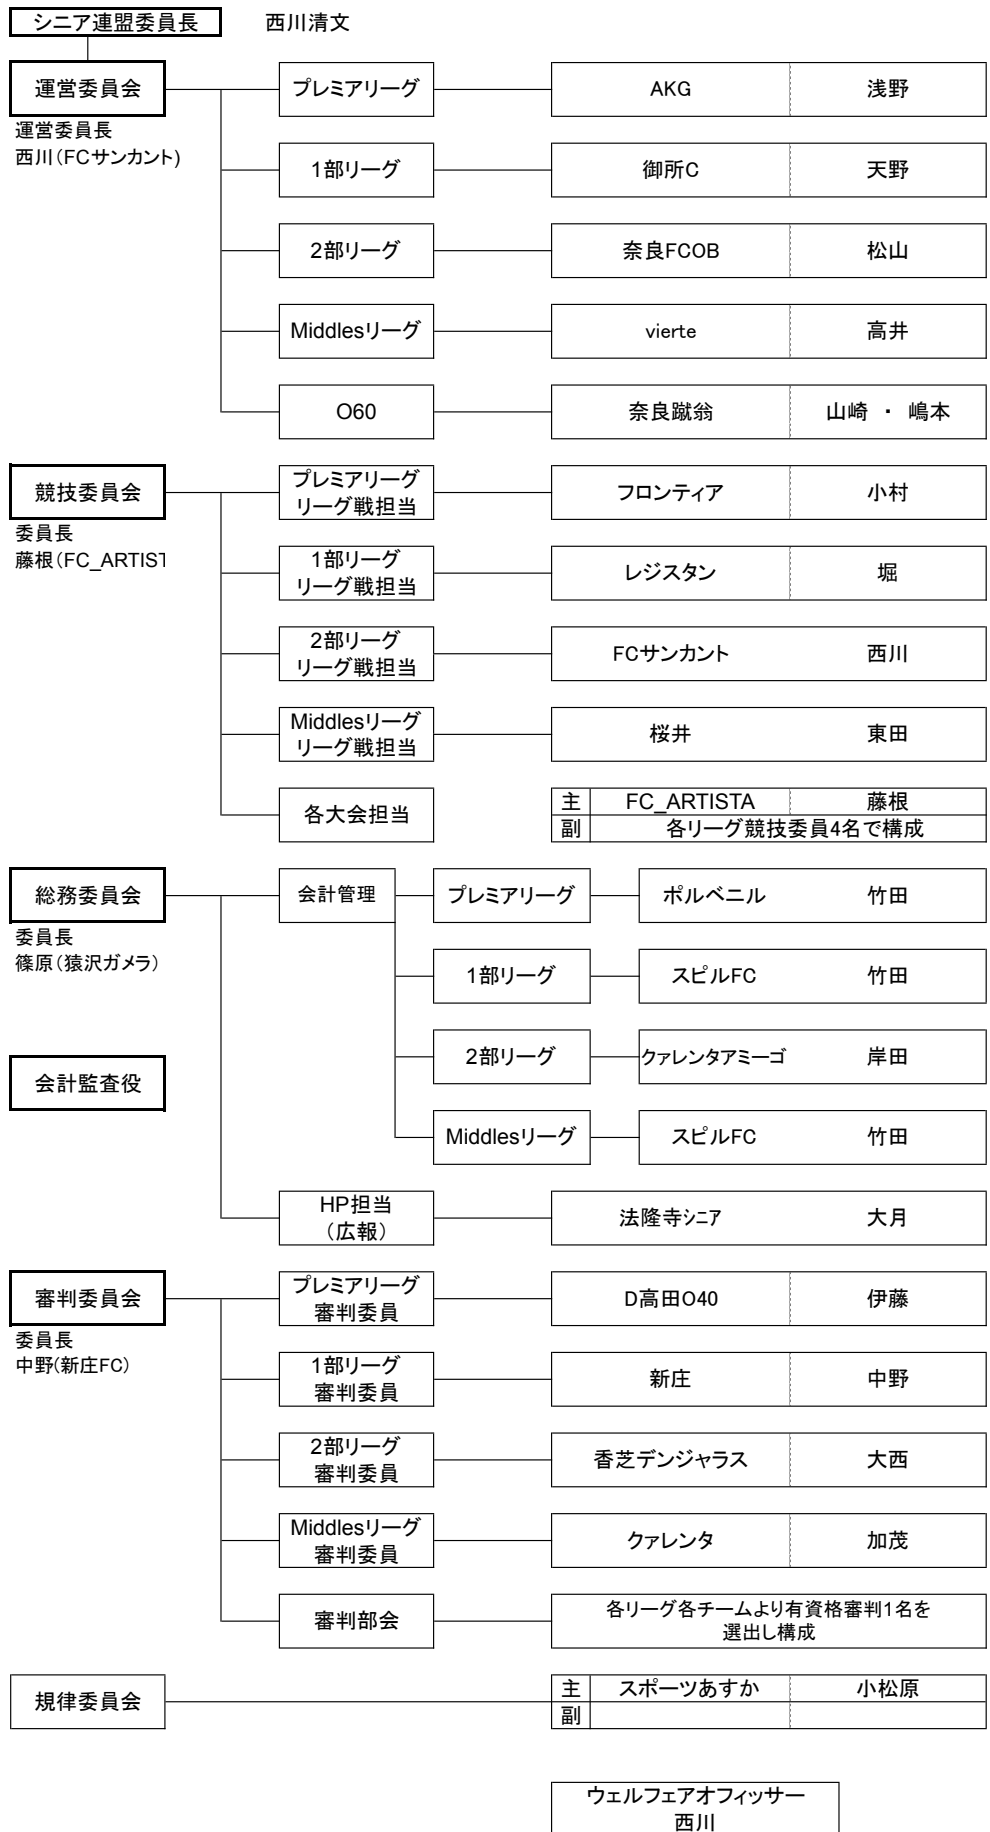 シニア連盟委員長 西川清文
運営委員会 プレミアリーグ AKG 浅野
運営委員長
西川(FCサンカント)
1部リーグ 御所C 天野
2部リーグ 奈良FCOB 松山
Middlesリーグ vierte 高井
O60 奈良蹴翁 山崎 ・ 嶋本
競技委員会 プレミアリーグ
リーグ戦担当 フロンティア 小村
委員長
藤根(FC_ARTIST
1部リーグ
リーグ戦担当 レジスタン 堀
2部リーグ
リーグ戦担当 FCサンカント 西川
Middlesリーグ
リーグ戦担当 桜井 東田
各大会担当 主 FC_ARTISTA 藤根
副 各リーグ競技委員4名で構成
総務委員会 会計管理 プレミアリーグ ポルベニル 竹田
委員長
篠原(猿沢ガメラ)
1部リーグ スピルFC 竹田
2部リーグ クァレンタアミーゴ 岸田
会計監査役
Middlesリーグ スピルFC 竹田
HP担当
(広報) 法隆寺シニア 大月
審判委員会 プレミアリーグ
審判委員 D高田O40 伊藤
委員長
中野(新庄FC)
1部リーグ
審判委員 新庄 中野
2部リーグ
審判委員 香芝デンジャラス 大西
Middlesリーグ
審判委員 クァレンタ 加茂
審判部会 各リーグ各チームより有資格審判1名を
選出し構成
規律委員会 主 スポーツあすか 小松原
副
ウェルフェアオフィッサー
西川